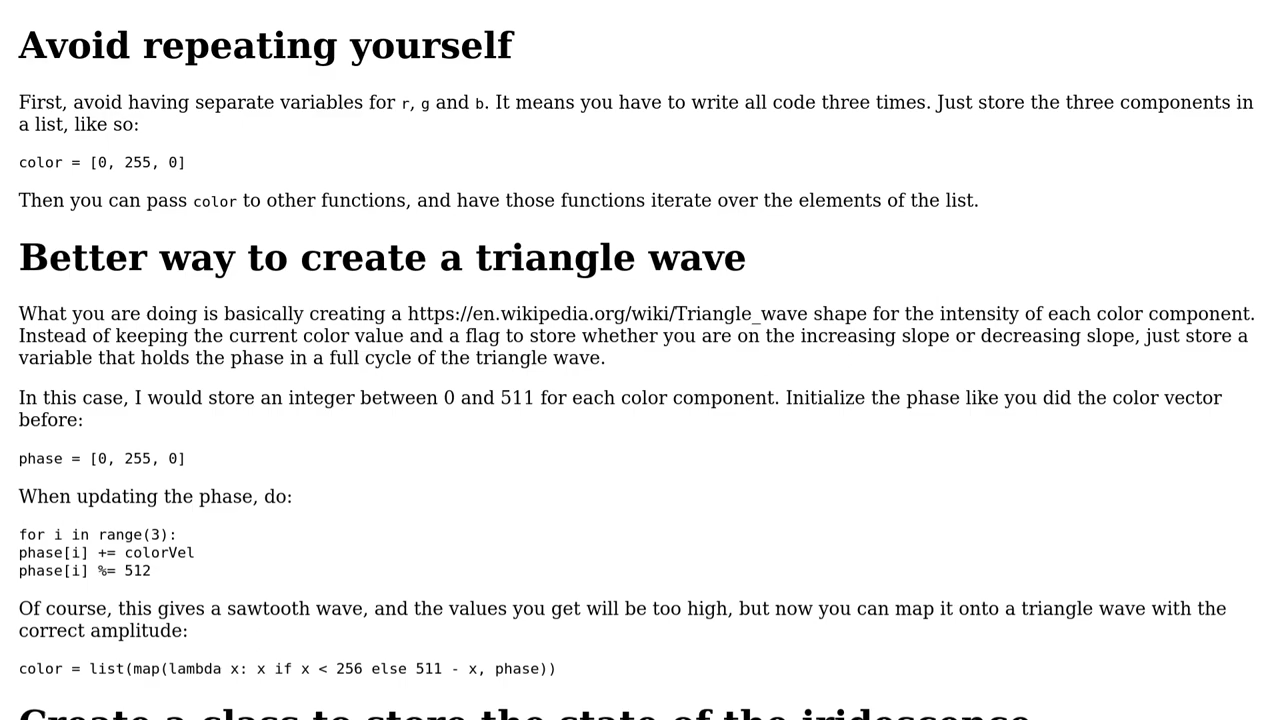 Avoid repeating yourself
First, avoid having separate variables for r, g and b. It means you have to write all code three times. Just store the three components in
a list, like so:
color = [0, 255, 0]
Then you can pass color to other functions, and have those functions iterate over the elements of the list.
Better way to create a triangle wave
What you are doing is basically creating a https://en.wikipedia.org/wiki/Triangle_wave shape for the intensity of each color component.
Instead of keeping the current color value and a flag to store whether you are on the increasing slope or decreasing slope, just store a
variable that holds the phase in a full cycle of the triangle wave.
In this case, I would store an integer between 0 and 511 for each color component. Initialize the phase like you did the color vector
before:
phase = [0, 255, 0]
When updating the phase, do:
for i in range(3):
phase[i] += colorVel
phase[i] %= 512
Of course, this gives a sawtooth wave, and the values you get will be too high, but now you can map it onto a triangle wave with the
correct amplitude:
color = list(map(lambda x: x if x < 256 else 511 - x, phase))
Create a class to store the state of the iridescence